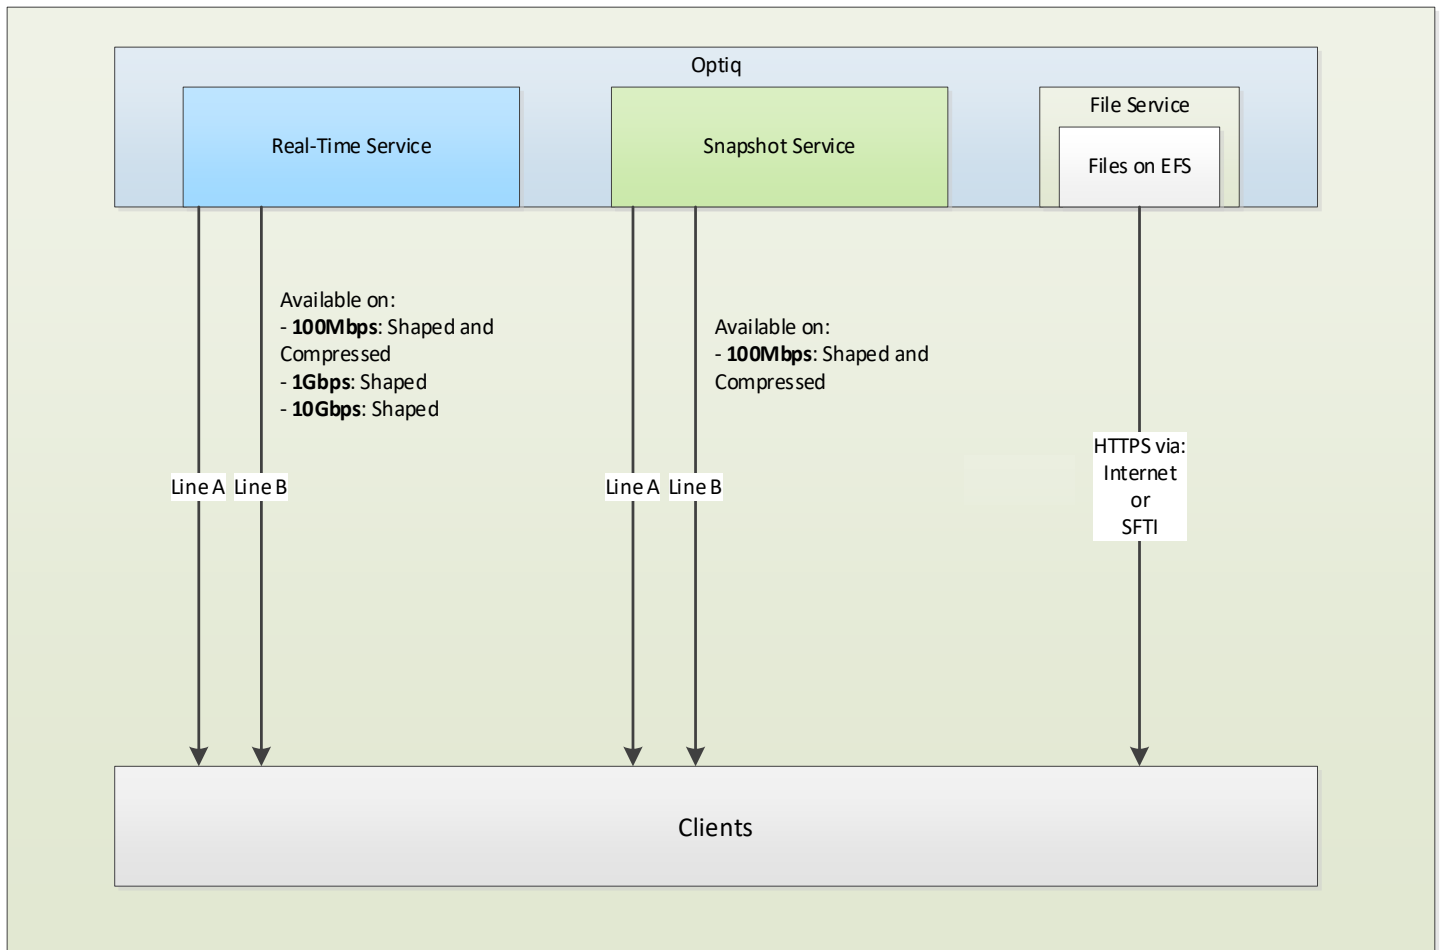 Optiq
Real-Time Service
Snapshot Service
File Service
Files on EFS
Available on:
- 100Mbps: Shaped and
Compressed
- 1Gbps: Shaped
- 10Gbps: Shaped
Available on:
- 100Mbps: Shaped and
Compressed
HTTPS via:
Internet
or
SFTI
Line A
Line B
Line A
Line B
Clients